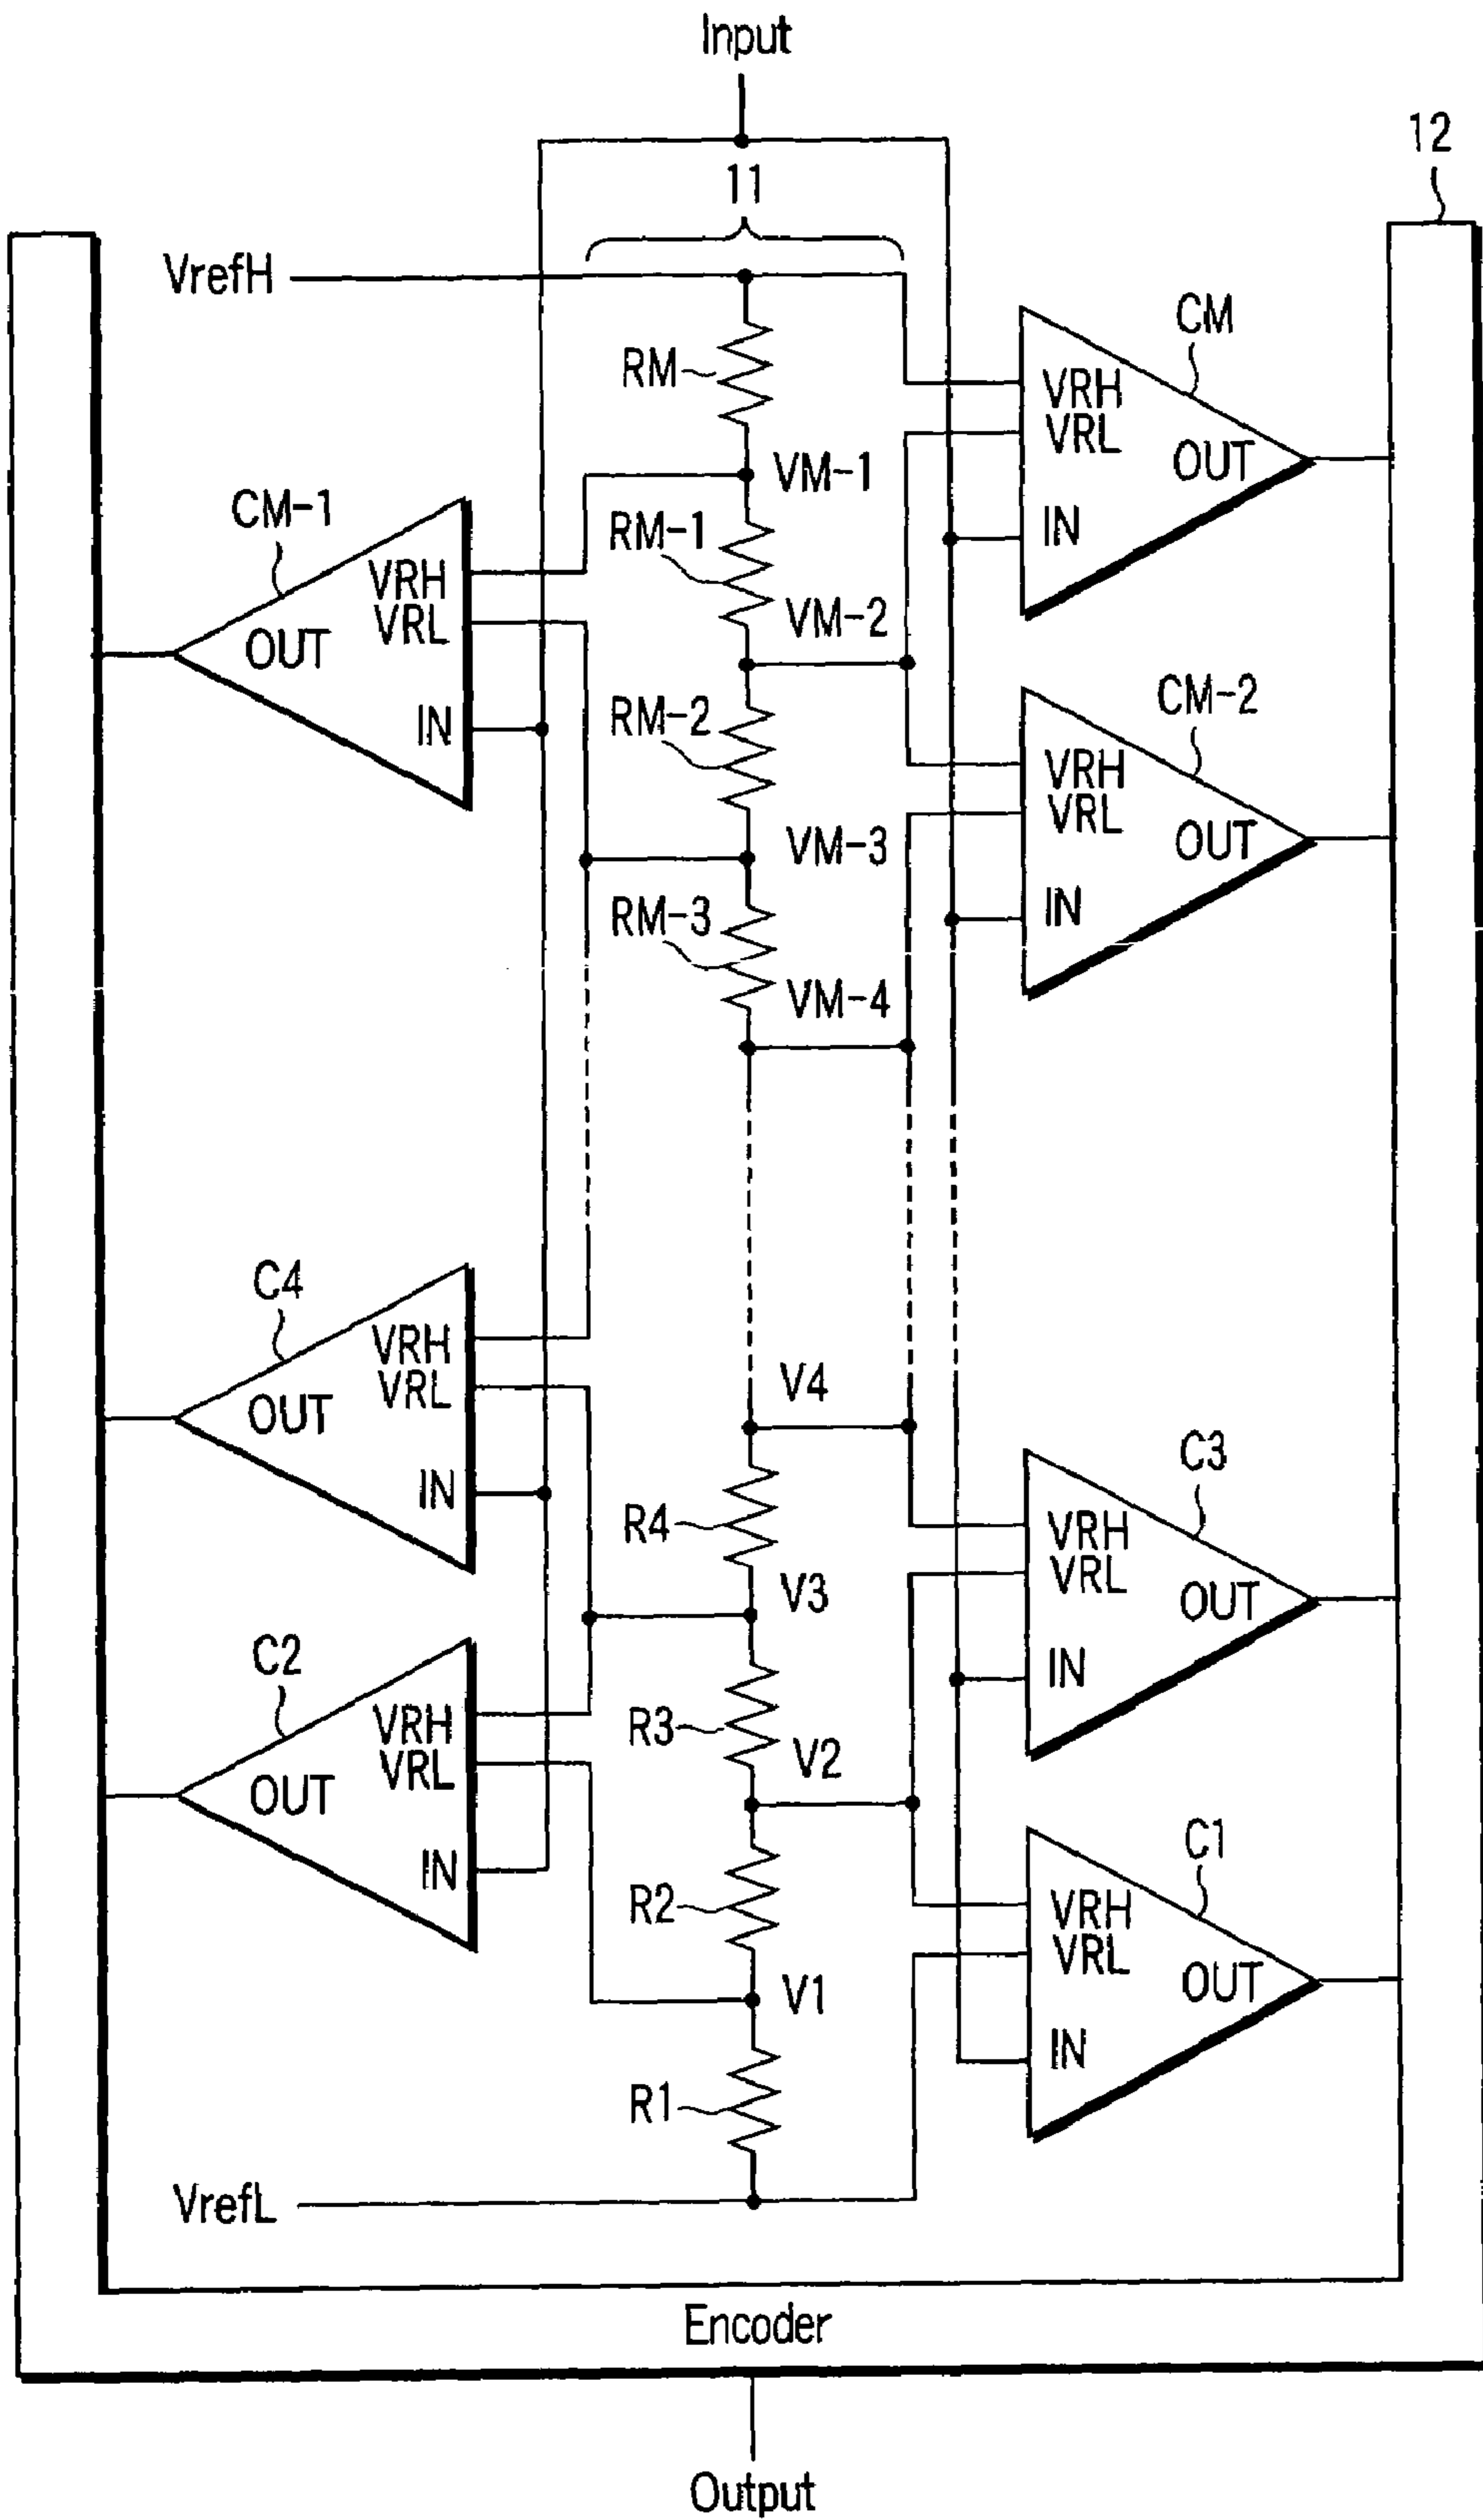 Input
12
11
VrefH
CM
RM
VRH
VRL
OUT
IN
VM-1
CM-1
RM-1
VRH
VRL
OUT
IN
VM-2
CM-2
RM-2
VRH
VRL
OUT
IN
VM-3
RM-3
VM-4
C4
VRH
VRL
OUT
IN
V4
C3
R4
VRH
VRL
OUT
IN
V3
C2
VRH
VRL
OUT
IN
R3
V2
C1
R2
VRH
VRL
OUT
IN
V1
R1
VrefL
Encoder
Output